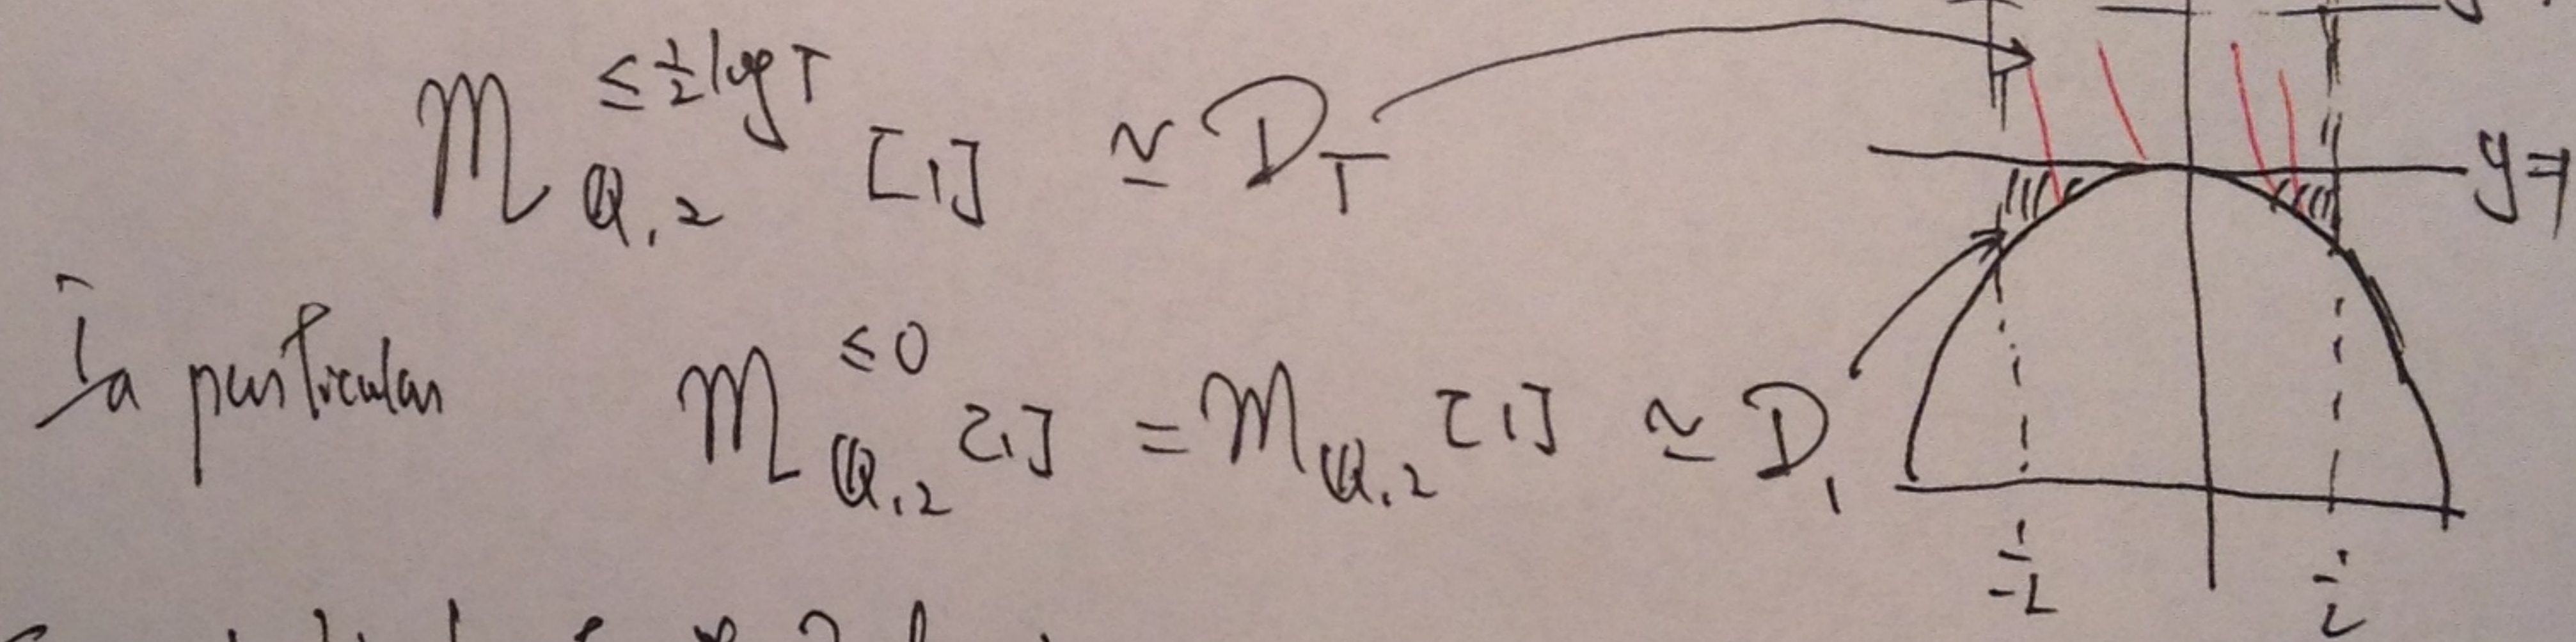 M_{Q,2}^{≤ 1/2 log T} [1] ≃ D_T
y=1
In particular M_{Q,2}^{≤0} [1] = M_{Q,2} [1] ≃ D_1
-1/2 1/2